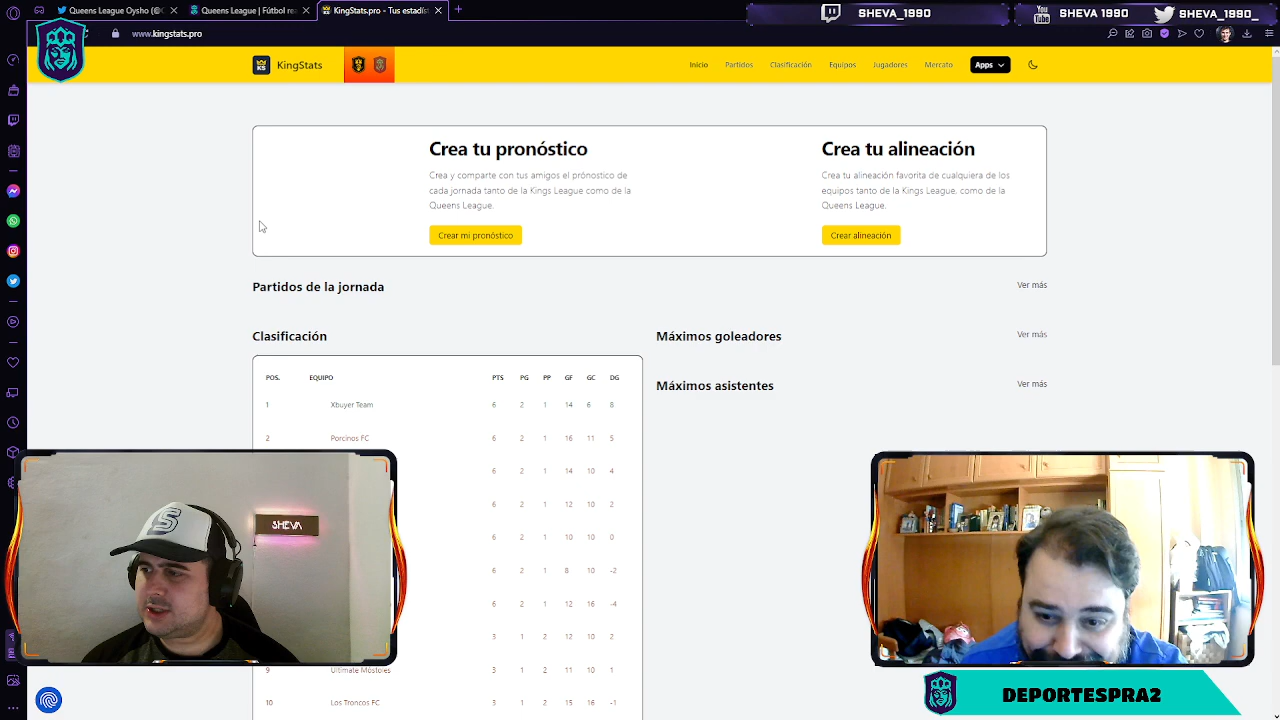 Queens League Oysho (@Q
Queens League | Fútbol rea
KingStats.pro - Tus estadíst
SHEVA_1990
You Tube
SHEVA 1990
SHEVA_1990_
www.kingstats.pro
KS
KingStats
Inicio
Partidos
Clasificación
Equipos
Jugadores
Mercato
Apps
Crea tu pronóstico
Crea y comparte con tus amigos el prónostico de
cada jornada tanto de la Kings League como de la
Queens League.
Crear mi pronóstico
Crea tu alineación
Crea tu alineación favorita de cualquiera de los
equipos tanto de la Kings League, como de la
Queens League.
Crear alineación
Partidos de la jornada
Ver más
Clasificación
Máximos goleadores
Ver más
Máximos asistentes
Ver más
POS. EQUIPO PTS PG PP GF GC DG
1 Xbuyer Team 6 2 1 14 6 8
2 Porcinos FC 6 2 1 16 11 5
6 2 1 14 10 4
6 2 1 12 10 2
6 2 1 10 10 0
6 2 1 8 10 -2
6 2 1 12 16 -4
3 1 2 12 10 2
9 Ultimate Móstoles 3 1 2 11 10 1
10 Los Troncos FC 3 1 2 15 16 -1
S
SHEVA
DEPORTESPRA2